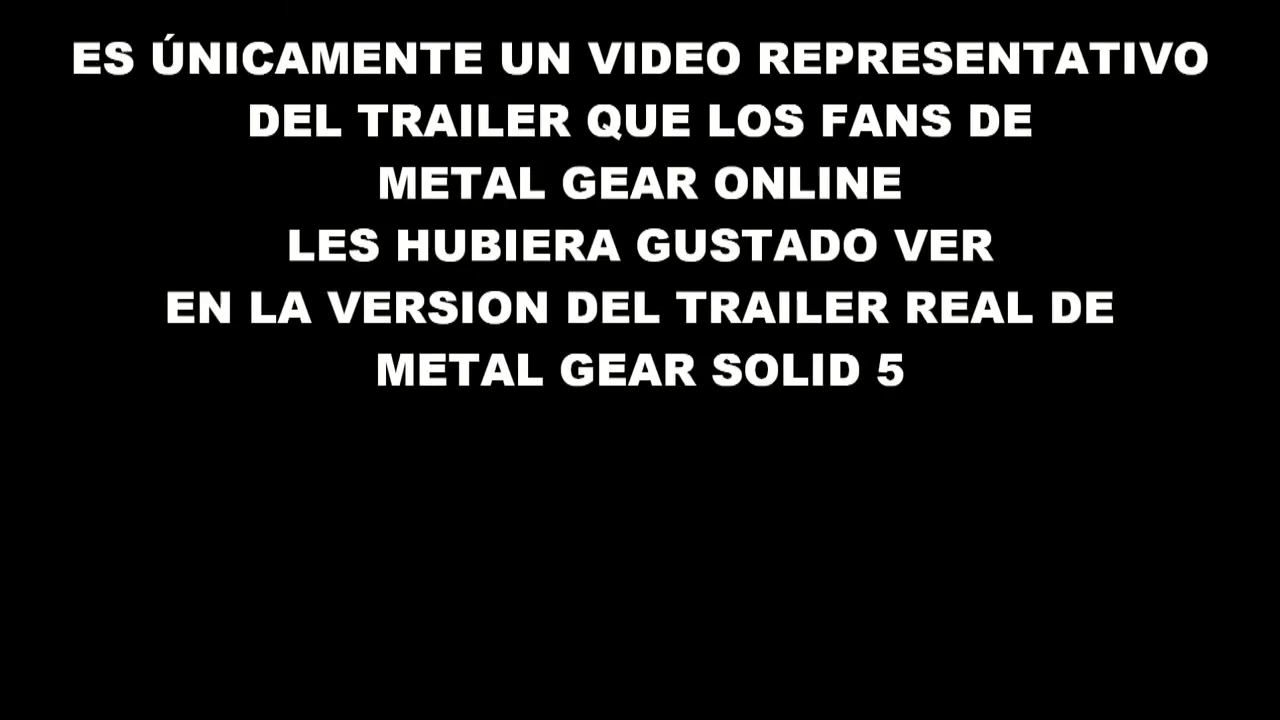 ES ÚNICAMENTE UN VIDEO REPRESENTATIVO
DEL TRAILER QUE LOS FANS DE
METAL GEAR ONLINE
LES HUBIERA GUSTADO VER
EN LA VERSION DEL TRAILER REAL DE
METAL GEAR SOLID 5